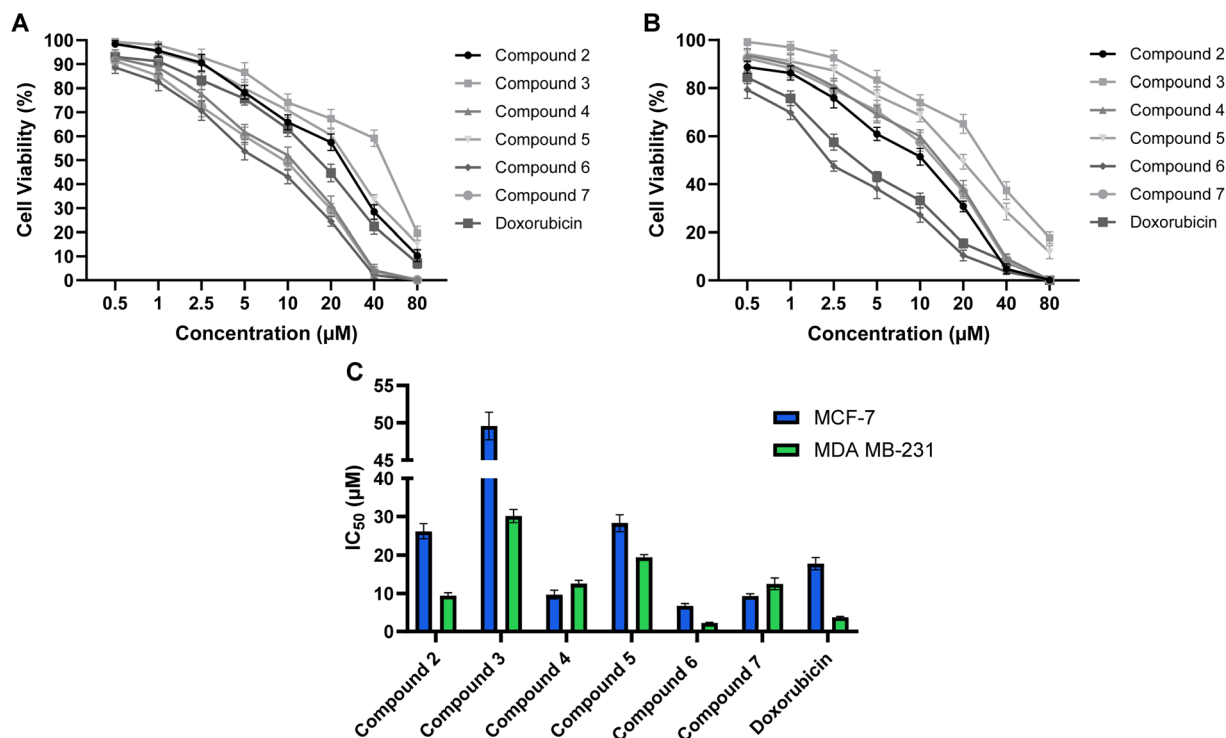 A
Cell Viability (%)
100
90
80
70
60
50
40
30
20
10
0
0.5 1 2.5 5 10 20 40 80
Concentration (µM)
Compound 2
Compound 3
Compound 4
Compound 5
Compound 6
Compound 7
Doxorubicin
B
Cell Viability (%)
100
80
60
40
20
0
0.5 1 2.5 5 10 20 40 80
Concentration (µM)
Compound 2
Compound 3
Compound 4
Compound 5
Compound 6
Compound 7
Doxorubicin
C
IC50 (µM)
55
50
45
40
30
20
10
0
MCF-7
MDA MB-231
Compound 2
Compound 3
Compound 4
Compound 5
Compound 6
Compound 7
Doxorubicin